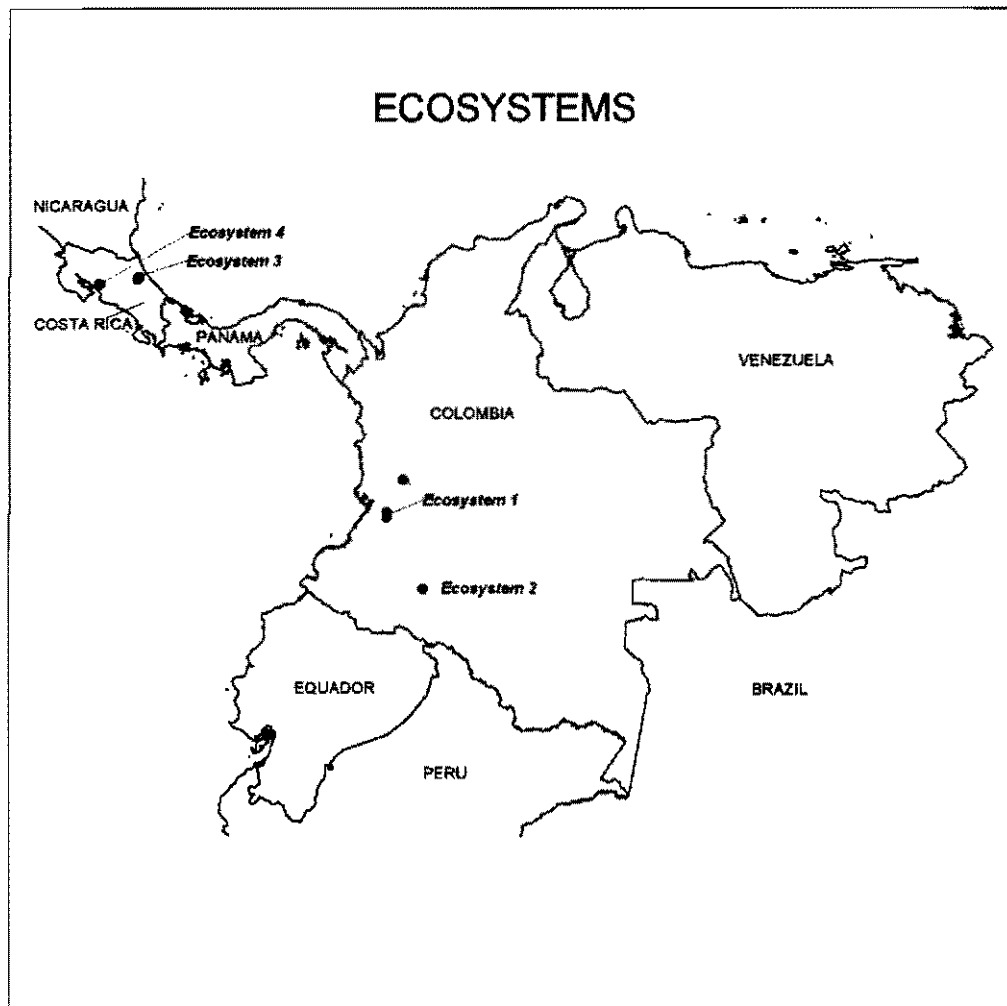 ECOSYSTEMS
NICARAGUA
Ecosystem 4
Ecosystem 3
COSTA RICA
PANAMA
VENEZUELA
COLOMBIA
Ecosystem 1
Ecosystem 2
EQUADOR
BRAZIL
PERU